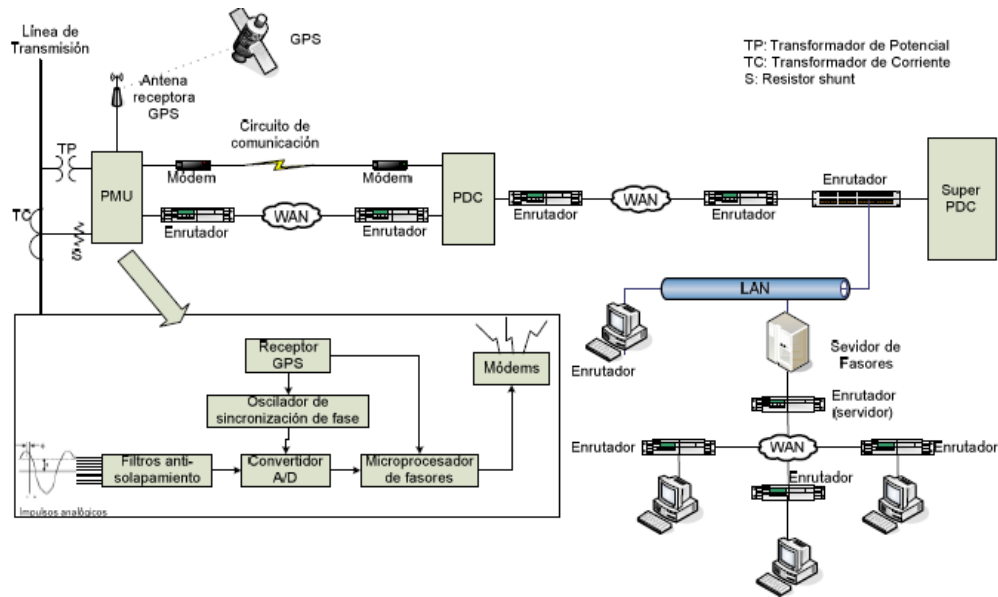 Línea de
Transmisión
GPS
Antena
receptora
GPS
TP: Transformador de Potencial
TC: Transformador de Corriente
S: Resistor shunt
Circuito de
comunicación
TP
PMU
Módem
Módem
PDC
Enrutador
WAN
Enrutador
Enrutador
WAN
Enrutador
Enrutador
Super
PDC
TC
S
LAN
Enrutador
Sevidor de
Fasores
Enrutador
(servidor)
Enrutador
WAN
Enrutador
Enrutador
Receptor
GPS
Módems
Oscilador de
sincronización de fase
Filtros anti-
solapamiento
Convertidor
A/D
Microprocesador
de fasores
Impulsos analógicos